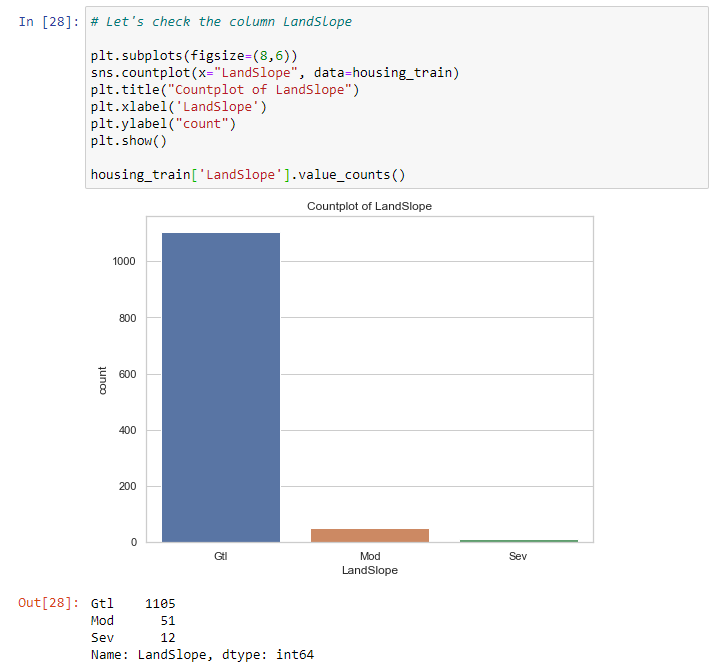 In [28]: # Let's check the column LandSlope
plt.subplots(figsize=(8,6))
sns.countplot(x="LandSlope", data=housing_train)
plt.title("Countplot of LandSlope")
plt.xlabel('LandSlope')
plt.ylabel("count")
plt.show()
housing_train['LandSlope'].value_counts()
Countplot of LandSlope
1000
800
600
400
200
0
count
Gtl Mod Sev
LandSlope
Out[28]: Gtl 1105
Mod 51
Sev 12
Name: LandSlope, dtype: int64